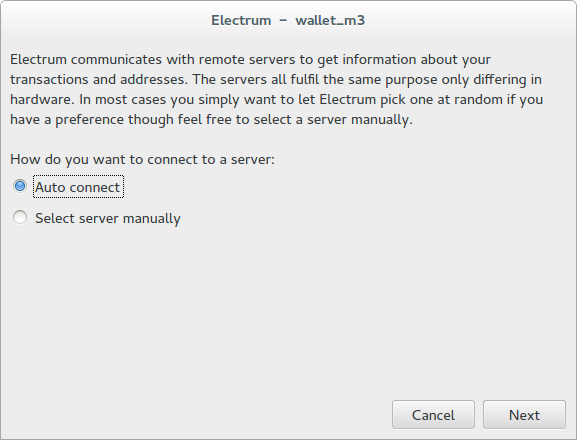 Electrum - wallet_m3
Electrum communicates with remote servers to get information about your
transactions and addresses. The servers all fulfil the same purpose only differing in
hardware. In most cases you simply want to let Electrum pick one at random if you
have a preference though feel free to select a server manually.
How do you want to connect to a server:
Auto connect
Select server manually
Cancel Next